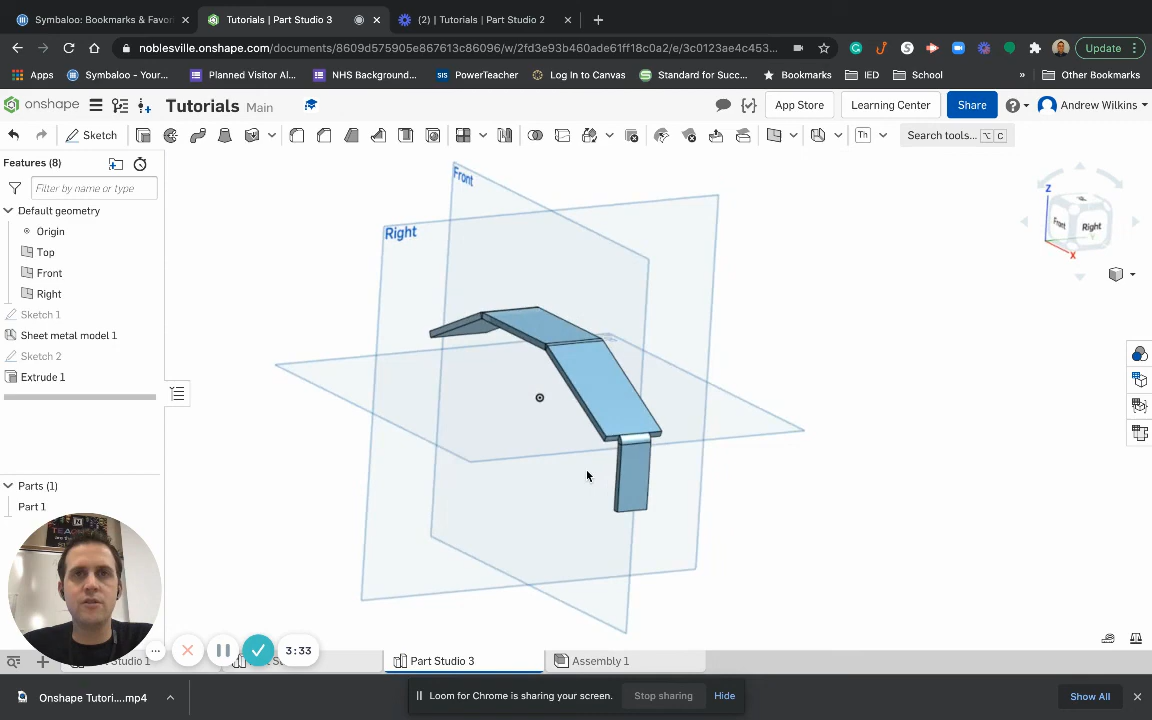 Symbaloo: Bookmarks & Favori
Tutorials | Part Studio 3
(2) | Tutorials | Part Studio 2
noblesville.onshape.com/documents/8609d575905e867613c86096/w/2fd3e93b460ade61ff18c0a2/e/3c0123ae4c453...
Update
Apps
Symbaloo - Your...
Planned Visitor Al...
NHS Background...
SIS PowerTeacher
Log In to Canvas
Standard for Succ...
Bookmarks
IED
School
»
Other Bookmarks
onshape
Tutorials Main
App Store
Learning Center
Share
Andrew Wilkins
Sketch
Th
Search tools... ⌥ C
Features (8)
Filter by name or type
Default geometry
Origin
Top
Front
Right
Sketch 1
Sheet metal model 1
Sketch 2
Extrude 1
Front
Right
Z
Front
Right
X
Parts (1)
Part 1
3:33
Part Studio 3
Assembly 1
Onshape Tutori....mp4
Loom for Chrome is sharing your screen.
Stop sharing
Hide
Show All